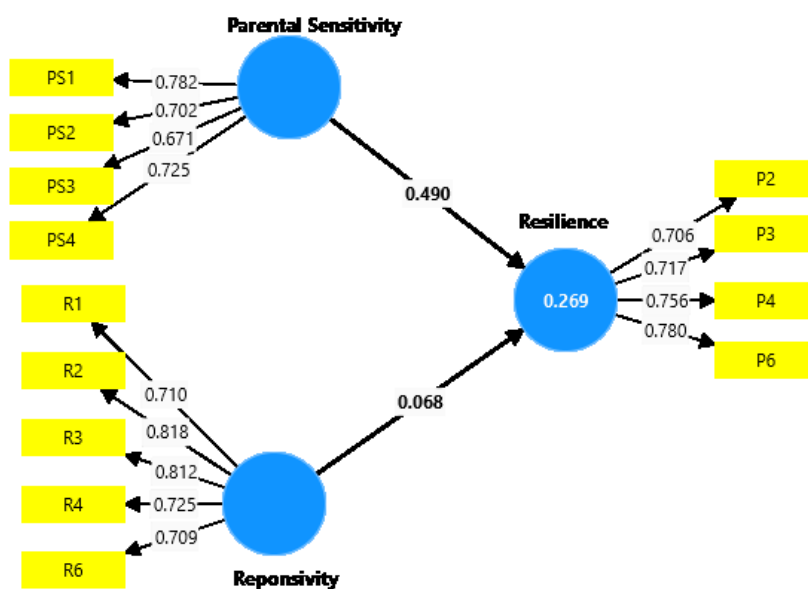 Parental Sensitivity
PS1
0.782
PS2
0.702
PS3
0.671
PS4
0.725
0.490
Resilience
0.269
P2
0.706
P3
0.717
P4
0.756
P6
0.780
R1
0.710
R2
0.818
R3
0.812
R4
0.725
R6
0.709
0.068
Reponsivity